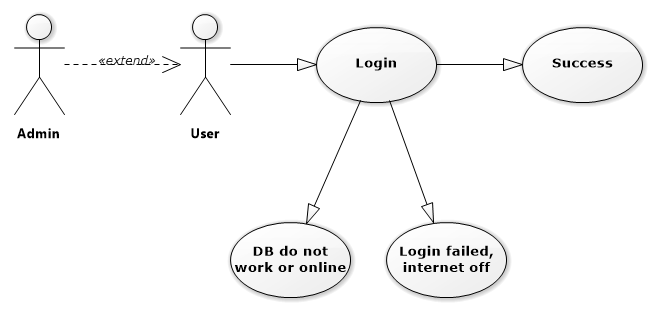 «extend»
Login
Success
Admin
User
DB do not
work or online
Login failed,
internet off